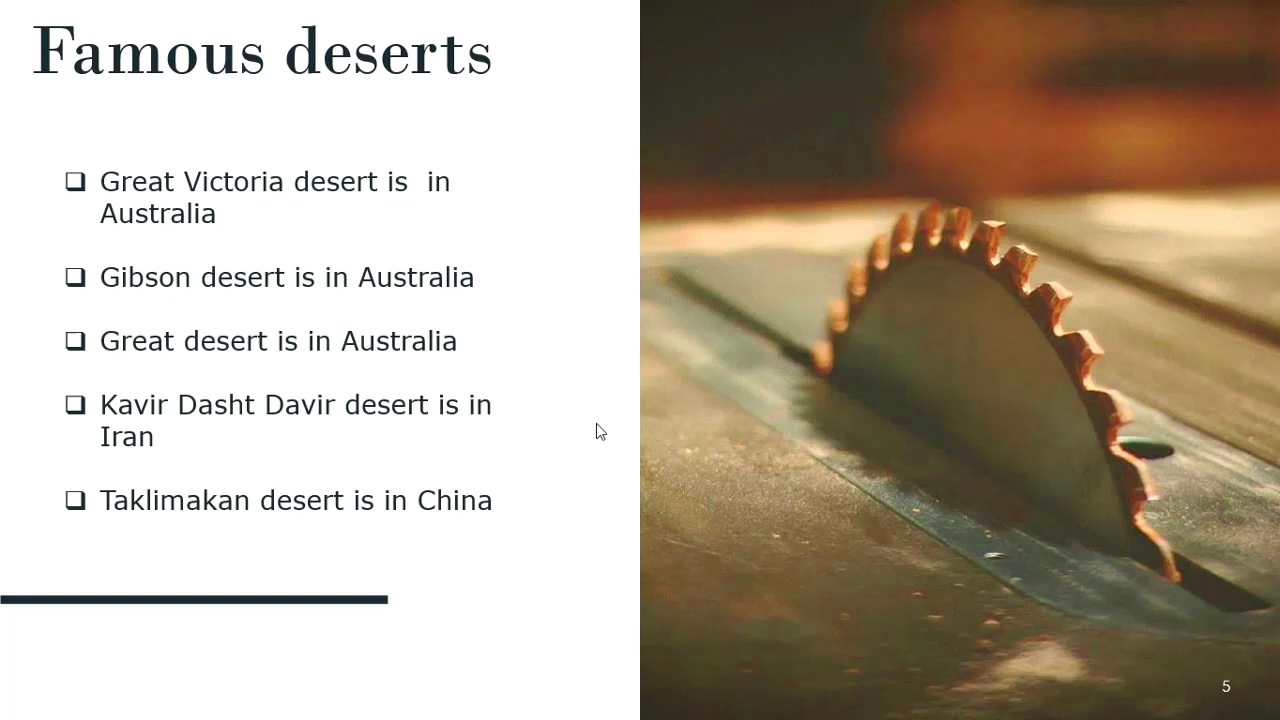 Famous deserts
Great Victoria desert is  in
Australia
Gibson desert is in Australia
Great desert is in Australia
Kavir Dasht Davir desert is in
Iran
Taklimakan desert is in China
5